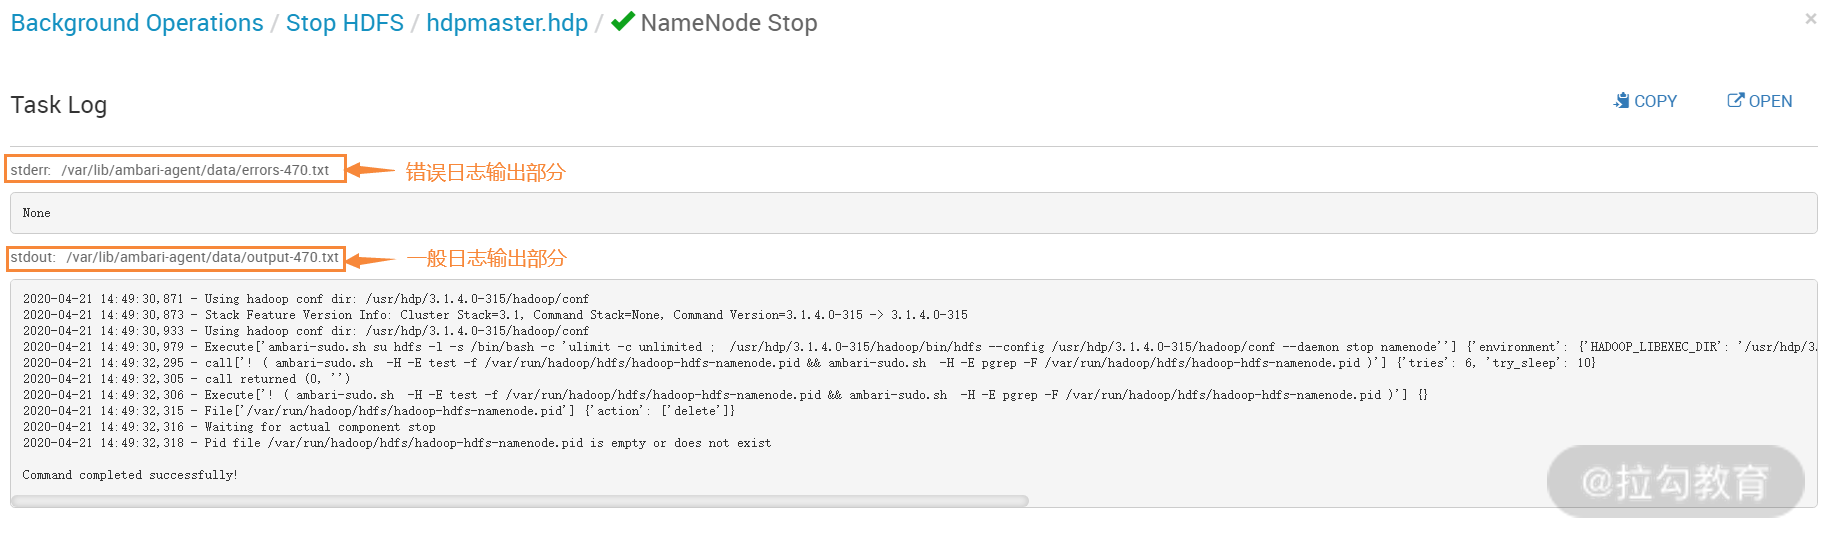 Background Operations / Stop HDFS / hdpmaster.hdp / NameNode Stop
×
Task Log
COPY
OPEN
stderr: /var/lib/ambari-agent/data/errors-470.txt
错误日志输出部分
None
stdout: /var/lib/ambari-agent/data/output-470.txt
一般日志输出部分
2020-04-21 14:49:30,871 - Using hadoop conf dir: /usr/hdp/3.1.4.0-315/hadoop/conf
2020-04-21 14:49:30,873 - Stack Feature Version Info: Cluster Stack=3.1, Command Stack=None, Command Version=3.1.4.0-315 -> 3.1.4.0-315
2020-04-21 14:49:30,933 - Using hadoop conf dir: /usr/hdp/3.1.4.0-315/hadoop/conf
2020-04-21 14:49:30,979 - Execute['ambari-sudo.sh su hdfs -l -s /bin/bash -c 'ulimit -c unlimited ;  /usr/hdp/3.1.4.0-315/hadoop/bin/hdfs --config /usr/hdp/3.1.4.0-315/hadoop/conf --daemon stop namenode''] {'environment': {'HADOOP_LIBEXEC_DIR': '/usr/hdp/3.
2020-04-21 14:49:32,295 - call['! ( ambari-sudo.sh  -H -E test -f /var/run/hadoop/hdfs/hadoop-hdfs-namenode.pid && ambari-sudo.sh  -H -E pgrep -F /var/run/hadoop/hdfs/hadoop-hdfs-namenode.pid )'] {'tries': 6, 'try_sleep': 10}
2020-04-21 14:49:32,305 - call returned (0, '')
2020-04-21 14:49:32,306 - Execute['! ( ambari-sudo.sh  -H -E test -f /var/run/hadoop/hdfs/hadoop-hdfs-namenode.pid && ambari-sudo.sh  -H -E pgrep -F /var/run/hadoop/hdfs/hadoop-hdfs-namenode.pid )'] {}
2020-04-21 14:49:32,315 - File['/var/run/hadoop/hdfs/hadoop-hdfs-namenode.pid'] {'action': ['delete']}
2020-04-21 14:49:32,316 - Waiting for actual component stop
2020-04-21 14:49:32,318 - Pid file /var/run/hadoop/hdfs/hadoop-hdfs-namenode.pid is empty or does not exist
Command completed successfully!
@拉勾教育